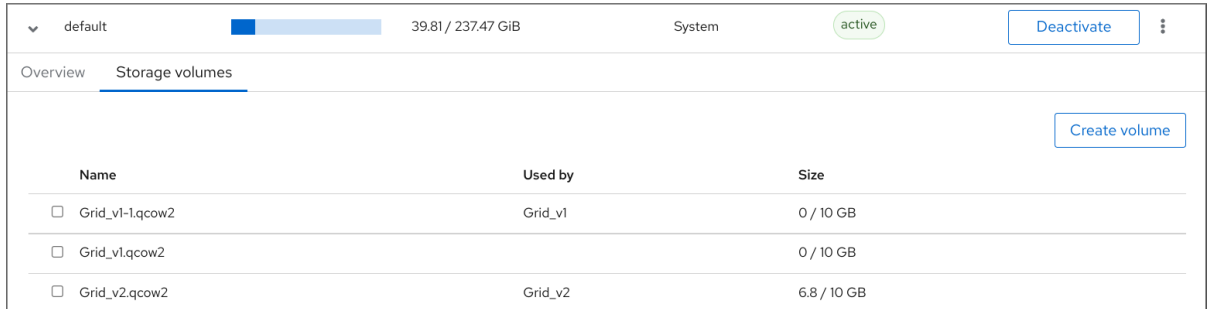 default 39.81 / 237.47 GiB System active Deactivate
Overview Storage volumes
Create volume
Name Used by Size
Grid_v1-1.qcow2 Grid_v1 0 / 10 GB
Grid_v1.qcow2 0 / 10 GB
Grid_v2.qcow2 Grid_v2 6.8 / 10 GB